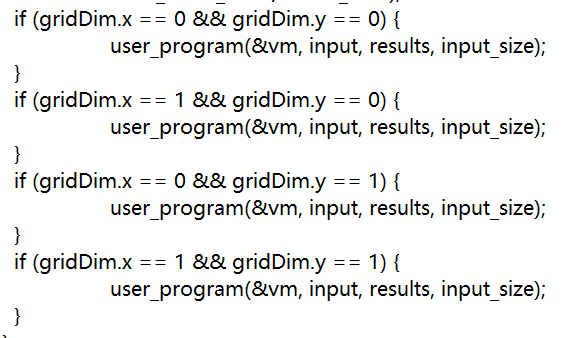 if (gridDim.x == 0 && gridDim.y == 0) {
user_program(&vm, input, results, input_size);
}
if (gridDim.x == 1 && gridDim.y == 0) {
user_program(&vm, input, results, input_size);
}
if (gridDim.x == 0 && gridDim.y == 1) {
user_program(&vm, input, results, input_size);
}
if (gridDim.x == 1 && gridDim.y == 1) {
user_program(&vm, input, results, input_size);
}